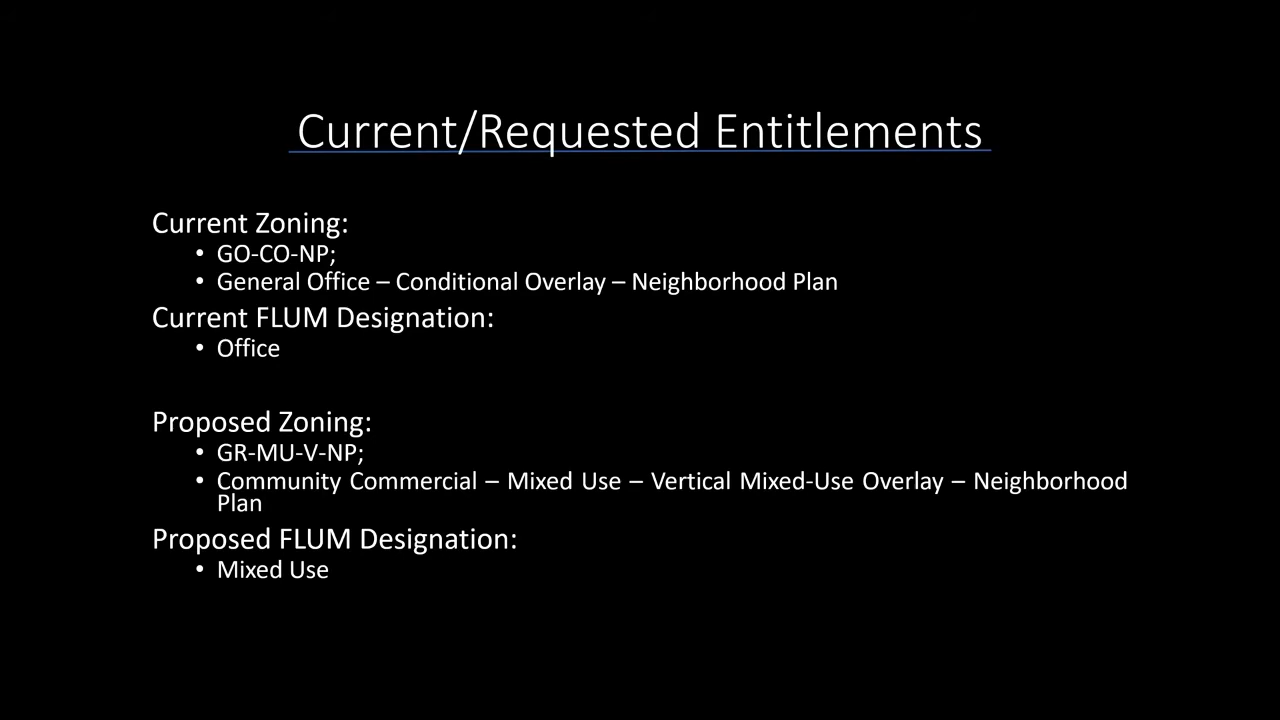 Current/Requested Entitlements
Current Zoning:
• GO-CO-NP;
• General Office – Conditional Overlay – Neighborhood Plan
Current FLUM Designation:
• Office
Proposed Zoning:
• GR-MU-V-NP;
• Community Commercial – Mixed Use – Vertical Mixed-Use Overlay – Neighborhood
Plan
Proposed FLUM Designation:
• Mixed Use